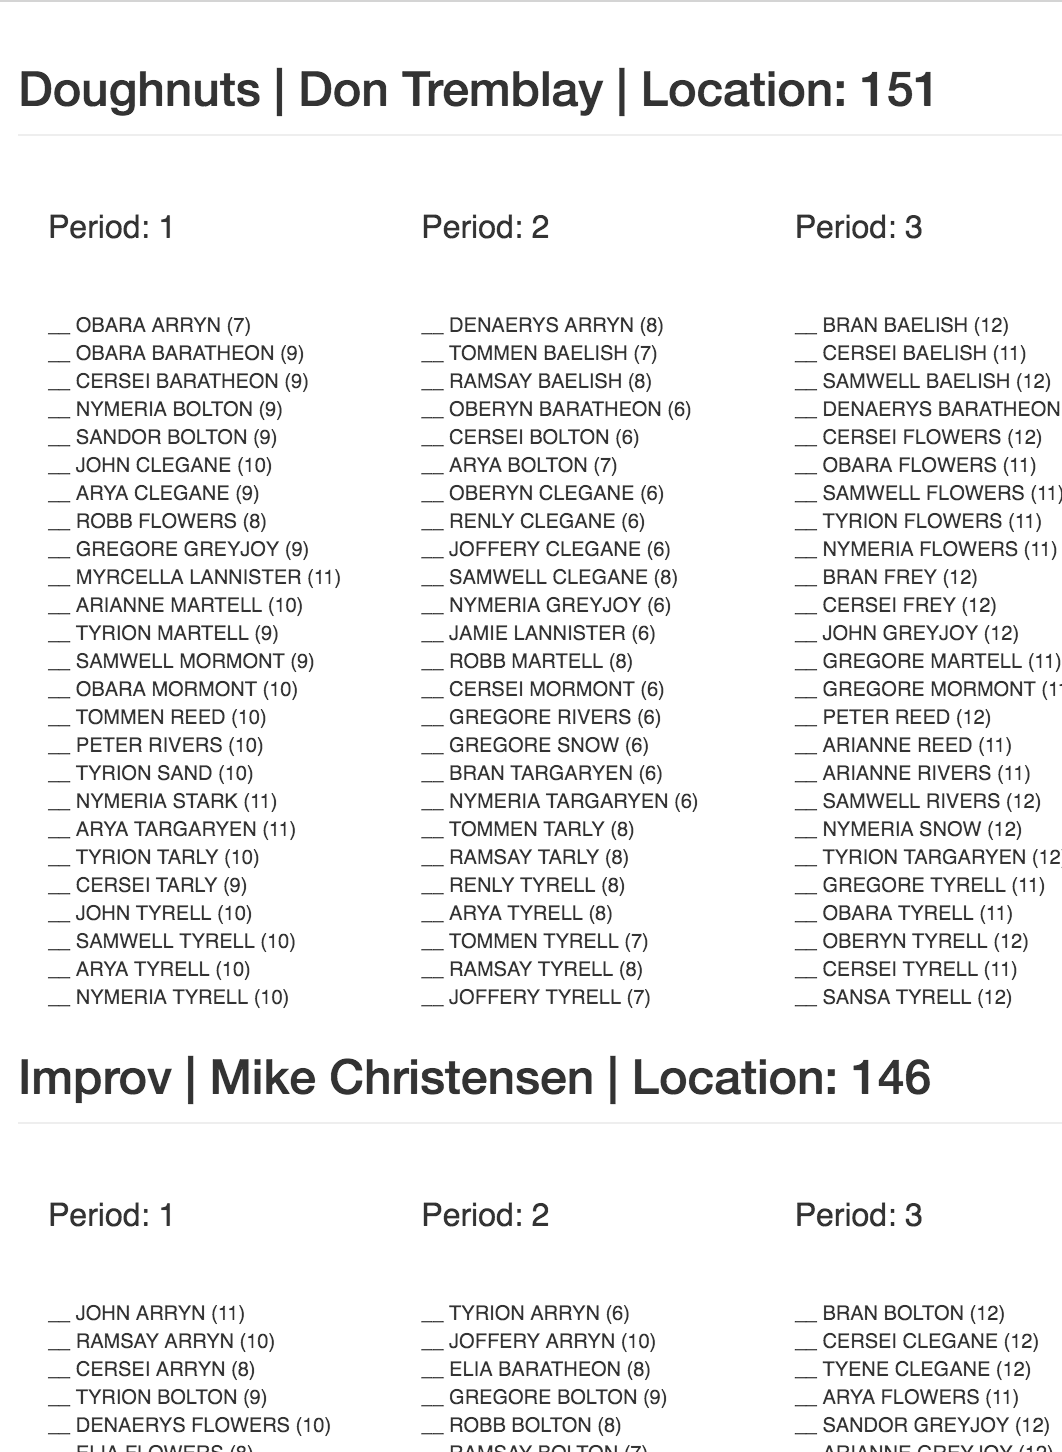 Doughnuts | Don Tremblay | Location: 151
Period: 1
__ OBARA ARRYN (7)
__ OBARA BARATHEON (9)
__ CERSEI BARATHEON (9)
__ NYMERIA BOLTON (9)
__ SANDOR BOLTON (9)
__ JOHN CLEGANE (10)
__ ARYA CLEGANE (9)
__ ROBB FLOWERS (8)
__ GREGORE GREYJOY (9)
__ MYRCELLA LANNISTER (11)
__ ARIANNE MARTELL (10)
__ TYRION MARTELL (9)
__ SAMWELL MORMONT (9)
__ OBARA MORMONT (10)
__ TOMMEN REED (10)
__ PETER RIVERS (10)
__ TYRION SAND (10)
__ NYMERIA STARK (11)
__ ARYA TARGARYEN (11)
__ TYRION TARLY (10)
__ CERSEI TARLY (9)
__ JOHN TYRELL (10)
__ SAMWELL TYRELL (10)
__ ARYA TYRELL (10)
__ NYMERIA TYRELL (10)
Period: 2
__ DENAERYS ARRYN (8)
__ TOMMEN BAELISH (7)
__ RAMSAY BAELISH (8)
__ OBERYN BARATHEON (6)
__ CERSEI BOLTON (6)
__ ARYA BOLTON (7)
__ OBERYN CLEGANE (6)
__ RENLY CLEGANE (6)
__ JOFFERY CLEGANE (6)
__ SAMWELL CLEGANE (8)
__ NYMERIA GREYJOY (6)
__ JAMIE LANNISTER (6)
__ ROBB MARTELL (8)
__ CERSEI MORMONT (6)
__ GREGORE RIVERS (6)
__ GREGORE SNOW (6)
__ BRAN TARGARYEN (6)
__ NYMERIA TARGARYEN (6)
__ TOMMEN TARLY (8)
__ RAMSAY TARLY (8)
__ RENLY TYRELL (8)
__ ARYA TYRELL (8)
__ TOMMEN TYRELL (7)
__ RAMSAY TYRELL (8)
__ JOFFERY TYRELL (7)
Period: 3
__ BRAN BAELISH (12)
__ CERSEI BAELISH (11)
__ SAMWELL BAELISH (12)
__ DENAERYS BARATHEON
__ CERSEI FLOWERS (12)
__ OBARA FLOWERS (11)
__ SAMWELL FLOWERS (11)
__ TYRION FLOWERS (11)
__ NYMERIA FLOWERS (11)
__ BRAN FREY (12)
__ CERSEI FREY (12)
__ JOHN GREYJOY (12)
__ GREGORE MARTELL (11)
__ GREGORE MORMONT
__ PETER REED (12)
__ ARIANNE REED (11)
__ ARIANNE RIVERS (11)
__ SAMWELL RIVERS (12)
__ NYMERIA SNOW (12)
__ TYRION TARGARYEN (12
__ GREGORE TYRELL (11)
__ OBARA TYRELL (11)
__ OBERYN TYRELL (12)
__ CERSEI TYRELL (11)
__ SANSA TYRELL (12)
Improv | Mike Christensen | Location: 146
Period: 1
__ JOHN ARRYN (11)
__ RAMSAY ARRYN (10)
__ CERSEI ARRYN (8)
__ TYRION BOLTON (9)
__ DENAERYS FLOWERS (10)
ELIA FLOWERS (8)
Period: 2
__ TYRION ARRYN (6)
__ JOFFERY ARRYN (10)
__ ELIA BARATHEON (8)
__ GREGORE BOLTON (9)
__ ROBB BOLTON (8)
RAMSAY BOLTON (7)
Period: 3
__ BRAN BOLTON (12)
__ CERSEI CLEGANE (12)
__ TYENE CLEGANE (12)
__ ARYA FLOWERS (11)
__ SANDOR GREYJOY (12)
ARIANNE GREYJOY (12)